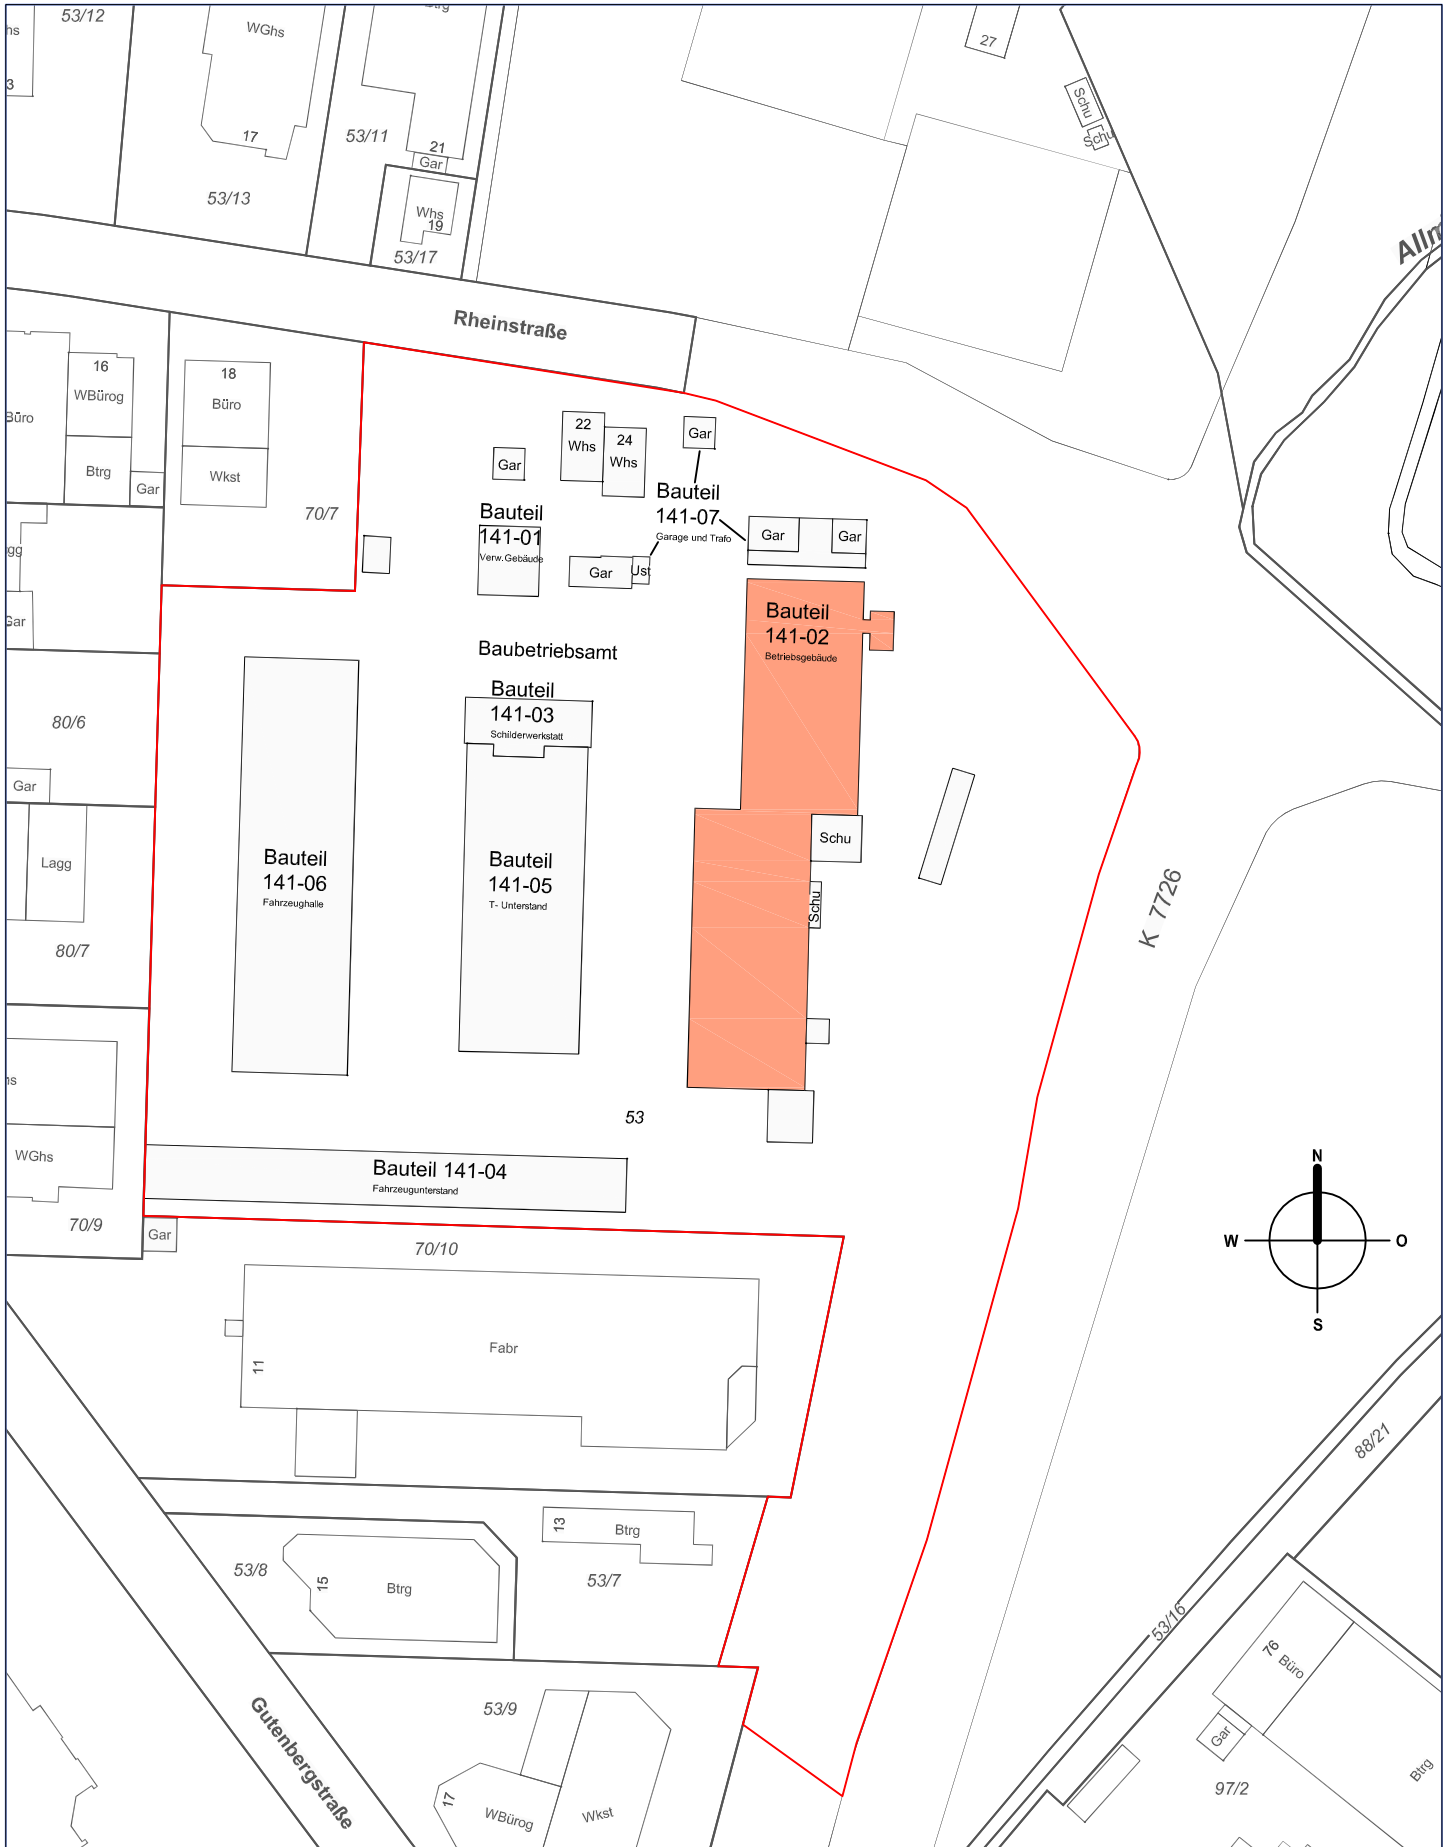 53/12
WGhs
hs
27
3
Schu
Schu
17
53/11
21
Gar
53/13
Whs
19
53/17
Allm
Rheinstraße
16
WBürog
18
Büro
Büro
22
Whs
24
Whs
Gar
Btrg
Gar
Wkst
Gar
70/7
Bauteil
141-01
Verw.Gebäude
Bauteil
141-07
Garage und Trafo
Gar
Gar
Gar
Ust
Gar
Bauteil
141-02
Betriebsgebäude
Baubetriebsamt
Bauteil
141-03
Schilderwerkstatt
80/6
Gar
Lagg
80/7
Bauteil
141-06
Fahrzeughalle
Bauteil
141-05
T- Unterstand
Schu
Schu
K 7726
53
WGhs
70/9
Bauteil 141-04
Fahrzeugunterstand
Gar
70/10
N
W
O
S
Fabr
11
88/21
53/8
15
Btrg
13
Btrg
53/7
53/16
76
Büro
Gar
Btrg
97/2
53/9
17
WBürog
Wkst
Gutenbergstraße